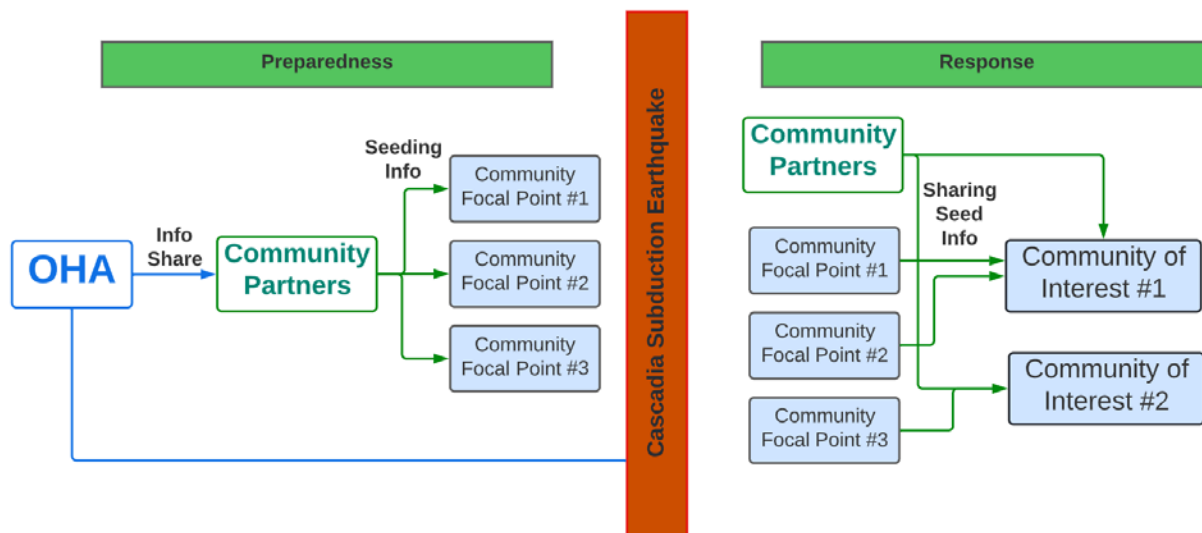 Preparedness
Seeding
Info
Community
Focal Point #1
Info
Share
OHA
Community
Partners
Community
Focal Point #2
Community
Focal Point #3
Cascadia Subduction Earthquake
Response
Community
Partners
Sharing
Seed
Info
Community
Focal Point #1
Community
Focal Point #2
Community
Focal Point #3
Community of
Interest #1
Community of
Interest #2